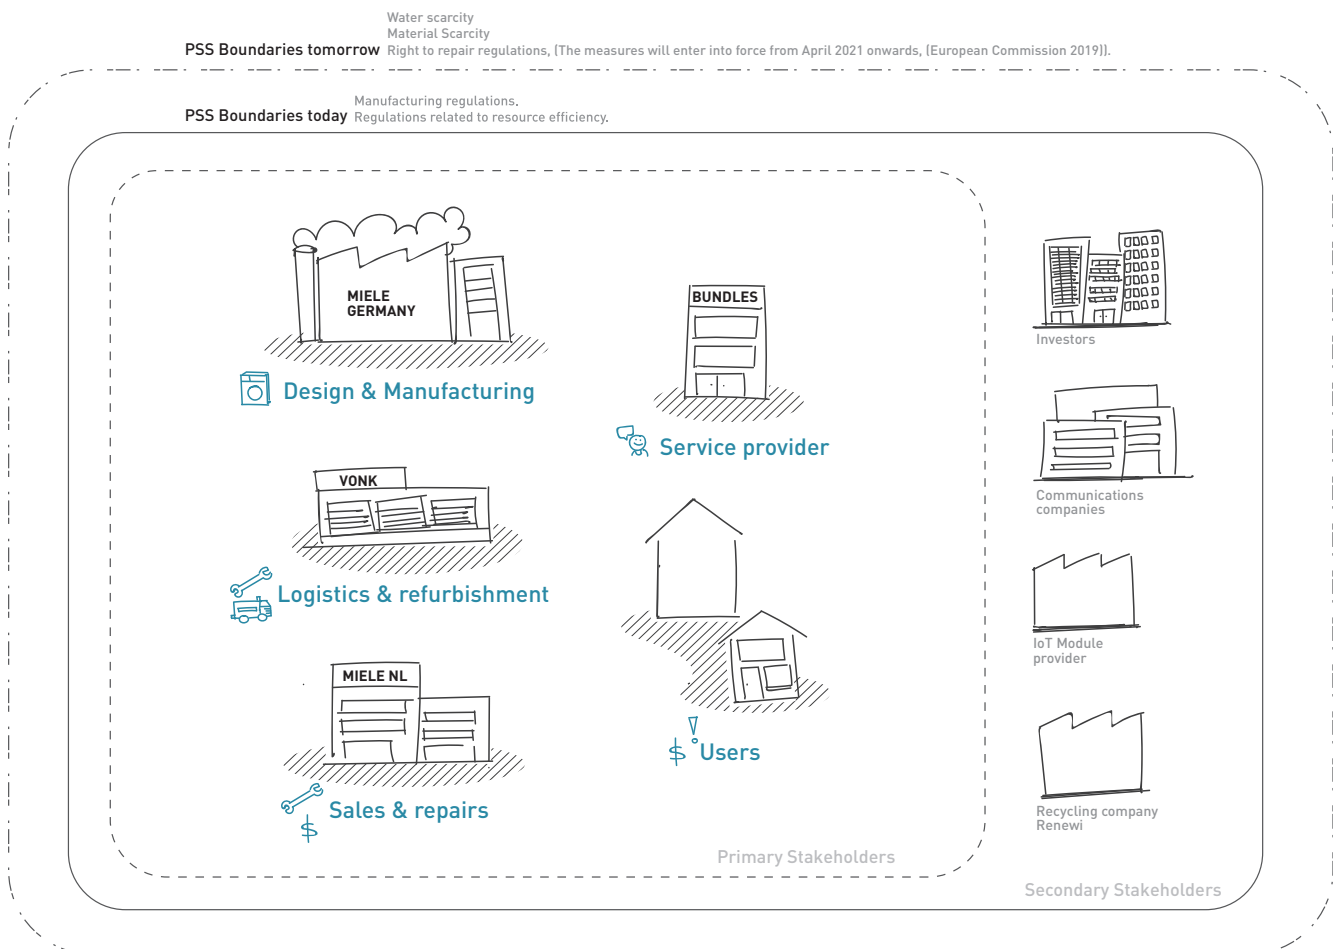 Water scarcity
Material Scarcity
PSS Boundaries tomorrow Right to repair regulations, (The measures will enter into force from April 2021 onwards, (European Commission 2019)).
Manufacturing regulations.
PSS Boundaries today Regulations related to resource efficiency.
MIELE
GERMANY
Design & Manufacturing
BUNDLES
Service provider
VONK
Logistics & refurbishment
MIELE NL
$
Sales & repairs
$ ! Users
Primary Stakeholders
Investors
Communications
companies
IoT Module
provider
Recycling company
Renewi
Secondary Stakeholders